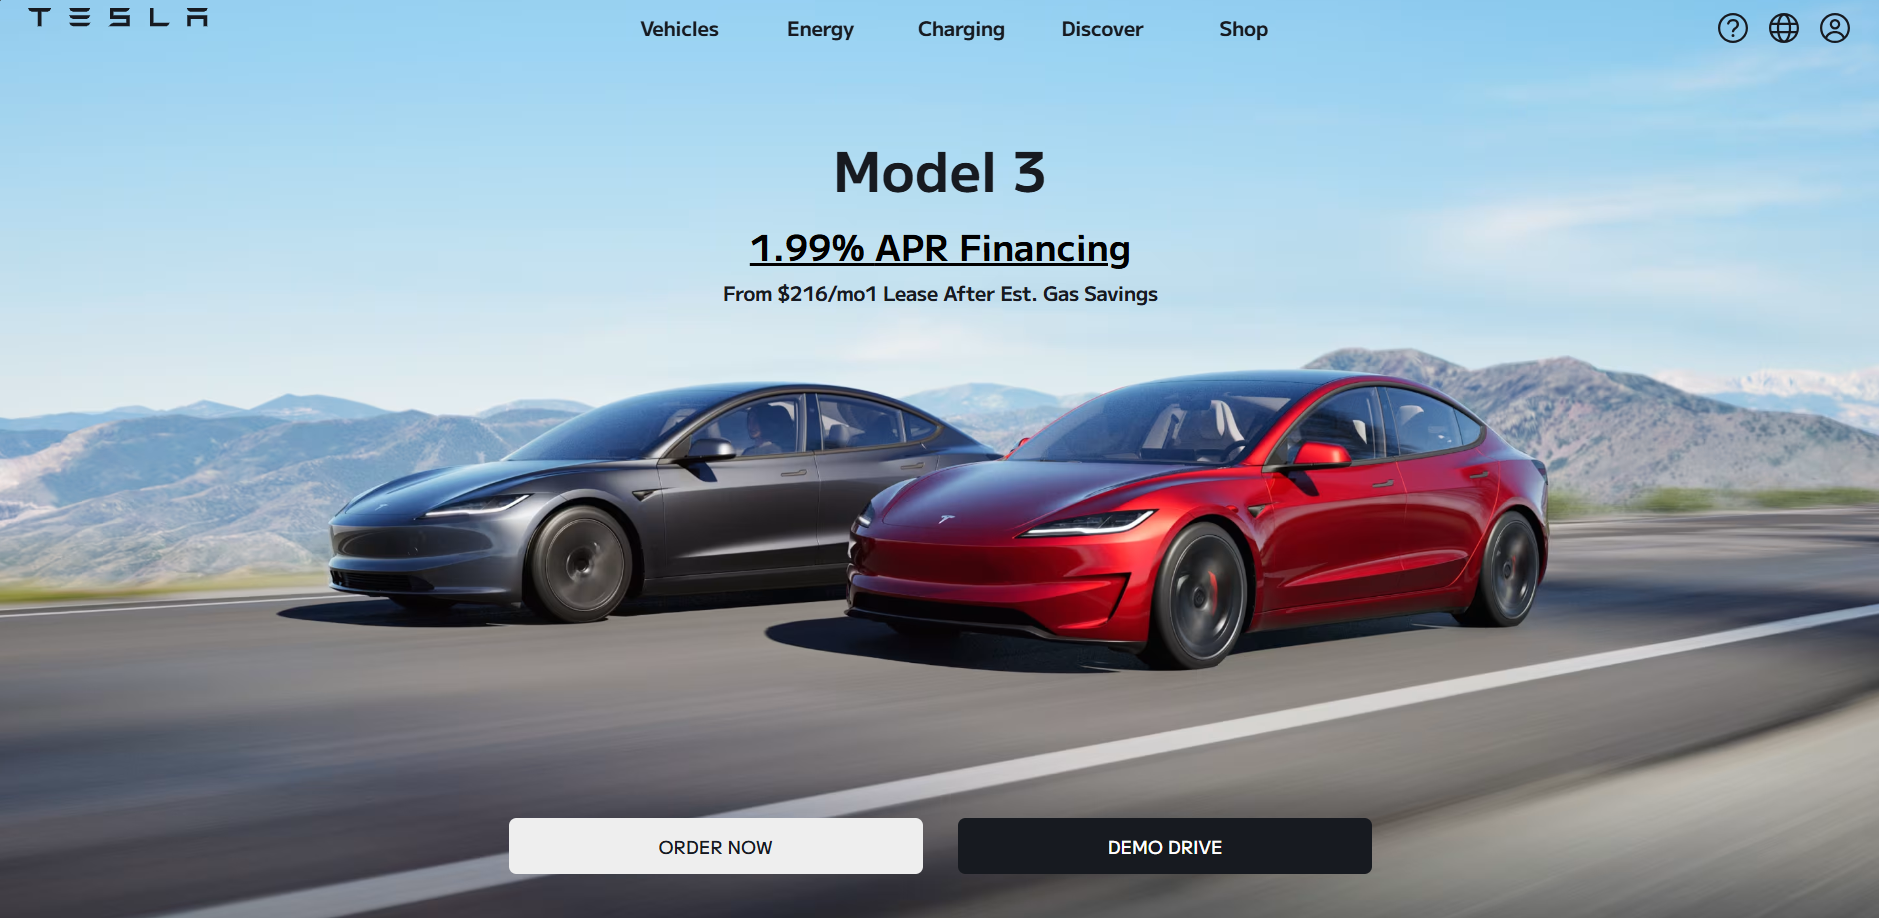 TESLA
Vehicles Energy Charging Discover Shop
Model 3
1.99% APR Financing
From $216/mo1 Lease After Est. Gas Savings
ORDER NOW DEMO DRIVE